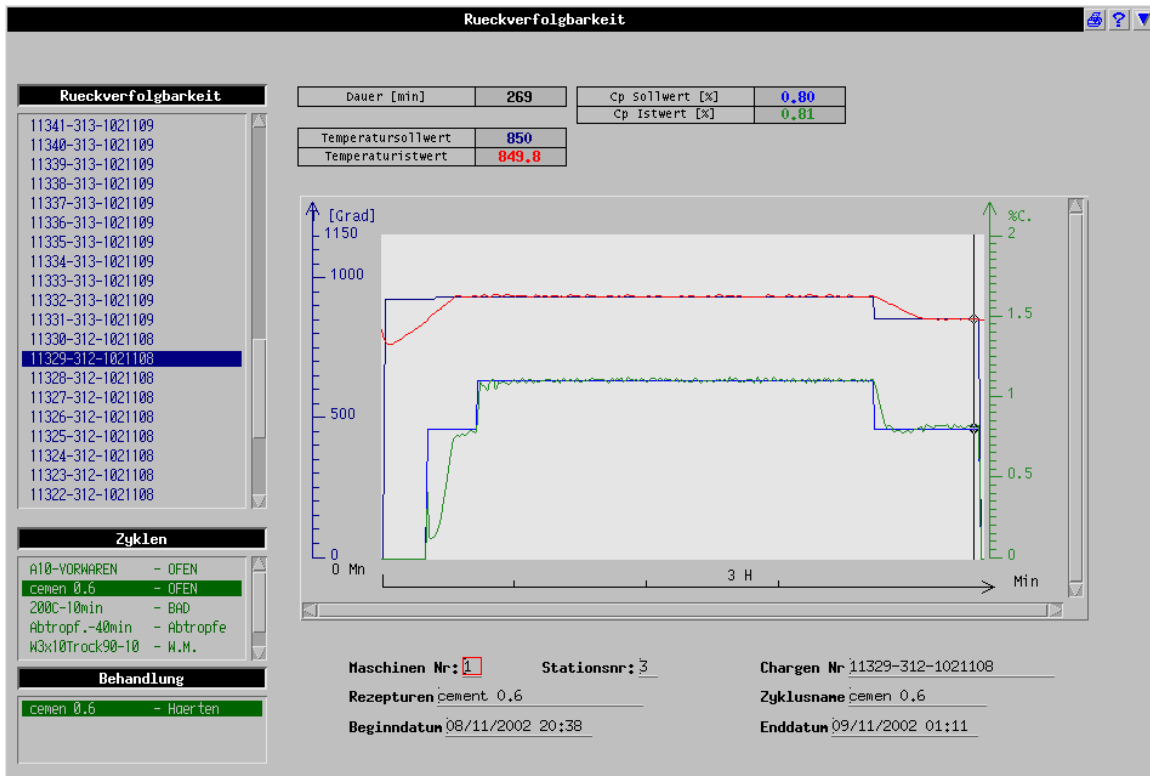 Rueckverfolgbarkeit
?
Rueckverfolgbarkeit
11341-313-1021109
11340-313-1021109
11339-313-1021109
11338-313-1021109
11337-313-1021109
11336-313-1021109
11335-313-1021109
11334-313-1021109
11333-313-1021109
11332-313-1021109
11331-313-1021109
11330-312-1021108
11329-312-1021108
11328-312-1021108
11327-312-1021108
11326-312-1021108
11325-312-1021108
11324-312-1021108
11323-312-1021108
11322-312-1021108
Zyklen
A10-VORWAREN - OFEN
cemen 0.6 - OFEN
200C-10min - BAD
Abtropf.-40min - Abtropfe
W3x10Trock90-10 - W.M.
Behandlung
cemen 0.6 - Haerten
Dauer [min] 269
Cp Sollwert [%] 0.80
Cp Istwert [%] 0.81
Temperatursollwert 850
Temperaturistwert 849.8
[Grad]
1150
1000
500
0
%C.
2
1.5
1
0.5
0
0 Mn
3 H
Min
Maschinen Nr: 1 Stationsnr: 3 Chargen Nr 11329-312-1021108
Rezepturen cement 0.6 Zyklusname cemen 0.6
Beginndatum 08/11/2002 20:38 Enddatum 09/11/2002 01:11